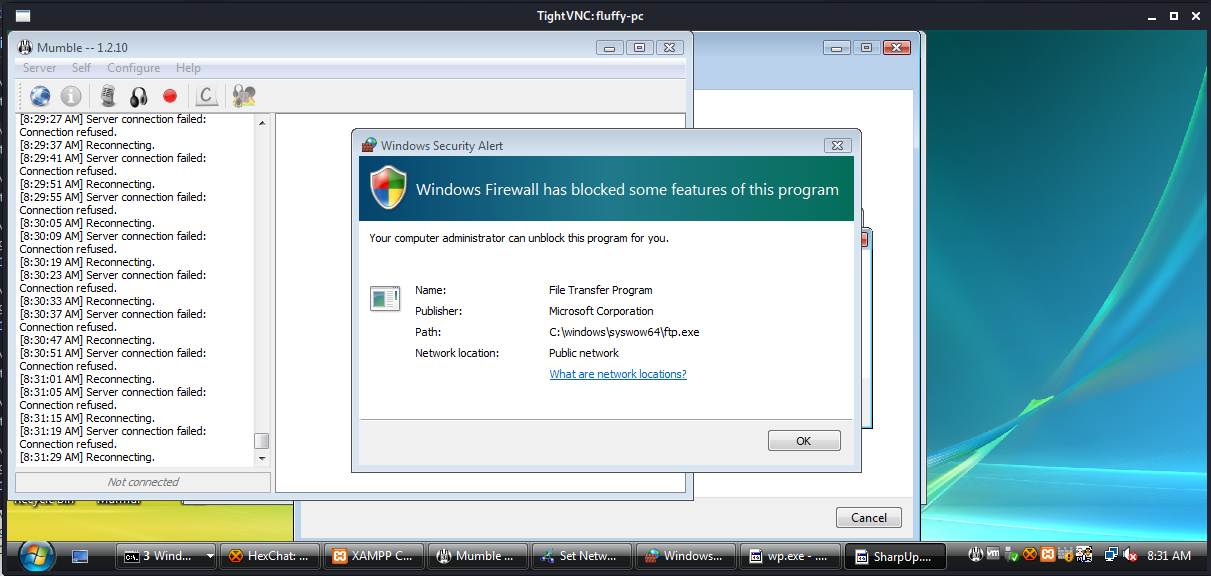 TightVNC: fluffy-pc
Mumble -- 1.2.10
Server Self Configure Help
[8:29:27 AM] Server connection failed:
Connection refused.
[8:29:37 AM] Reconnecting.
[8:29:41 AM] Server connection failed:
Connection refused.
[8:29:51 AM] Reconnecting.
[8:29:55 AM] Server connection failed:
Connection refused.
[8:30:05 AM] Reconnecting.
[8:30:09 AM] Server connection failed:
Connection refused.
[8:30:19 AM] Reconnecting.
[8:30:23 AM] Server connection failed:
Connection refused.
[8:30:33 AM] Reconnecting.
[8:30:37 AM] Server connection failed:
Connection refused.
[8:30:47 AM] Reconnecting.
[8:30:51 AM] Server connection failed:
Connection refused.
[8:31:01 AM] Reconnecting.
[8:31:05 AM] Server connection failed:
Connection refused.
[8:31:15 AM] Reconnecting.
[8:31:19 AM] Server connection failed:
Connection refused.
[8:31:29 AM] Reconnecting.
Not connected
Windows Security Alert
Windows Firewall has blocked some features of this program
Your computer administrator can unblock this program for you.
Name: File Transfer Program
Publisher: Microsoft Corporation
Path: C:\windows\syswow64\ftp.exe
Network location: Public network
What are network locations?
OK
Recycle Bin
Cancel
3 Wind... HexChat: ... XAMPP C... Mumble ... Set Netw... Windows... wp.exe - .... SharpUp.... 8:31 AM